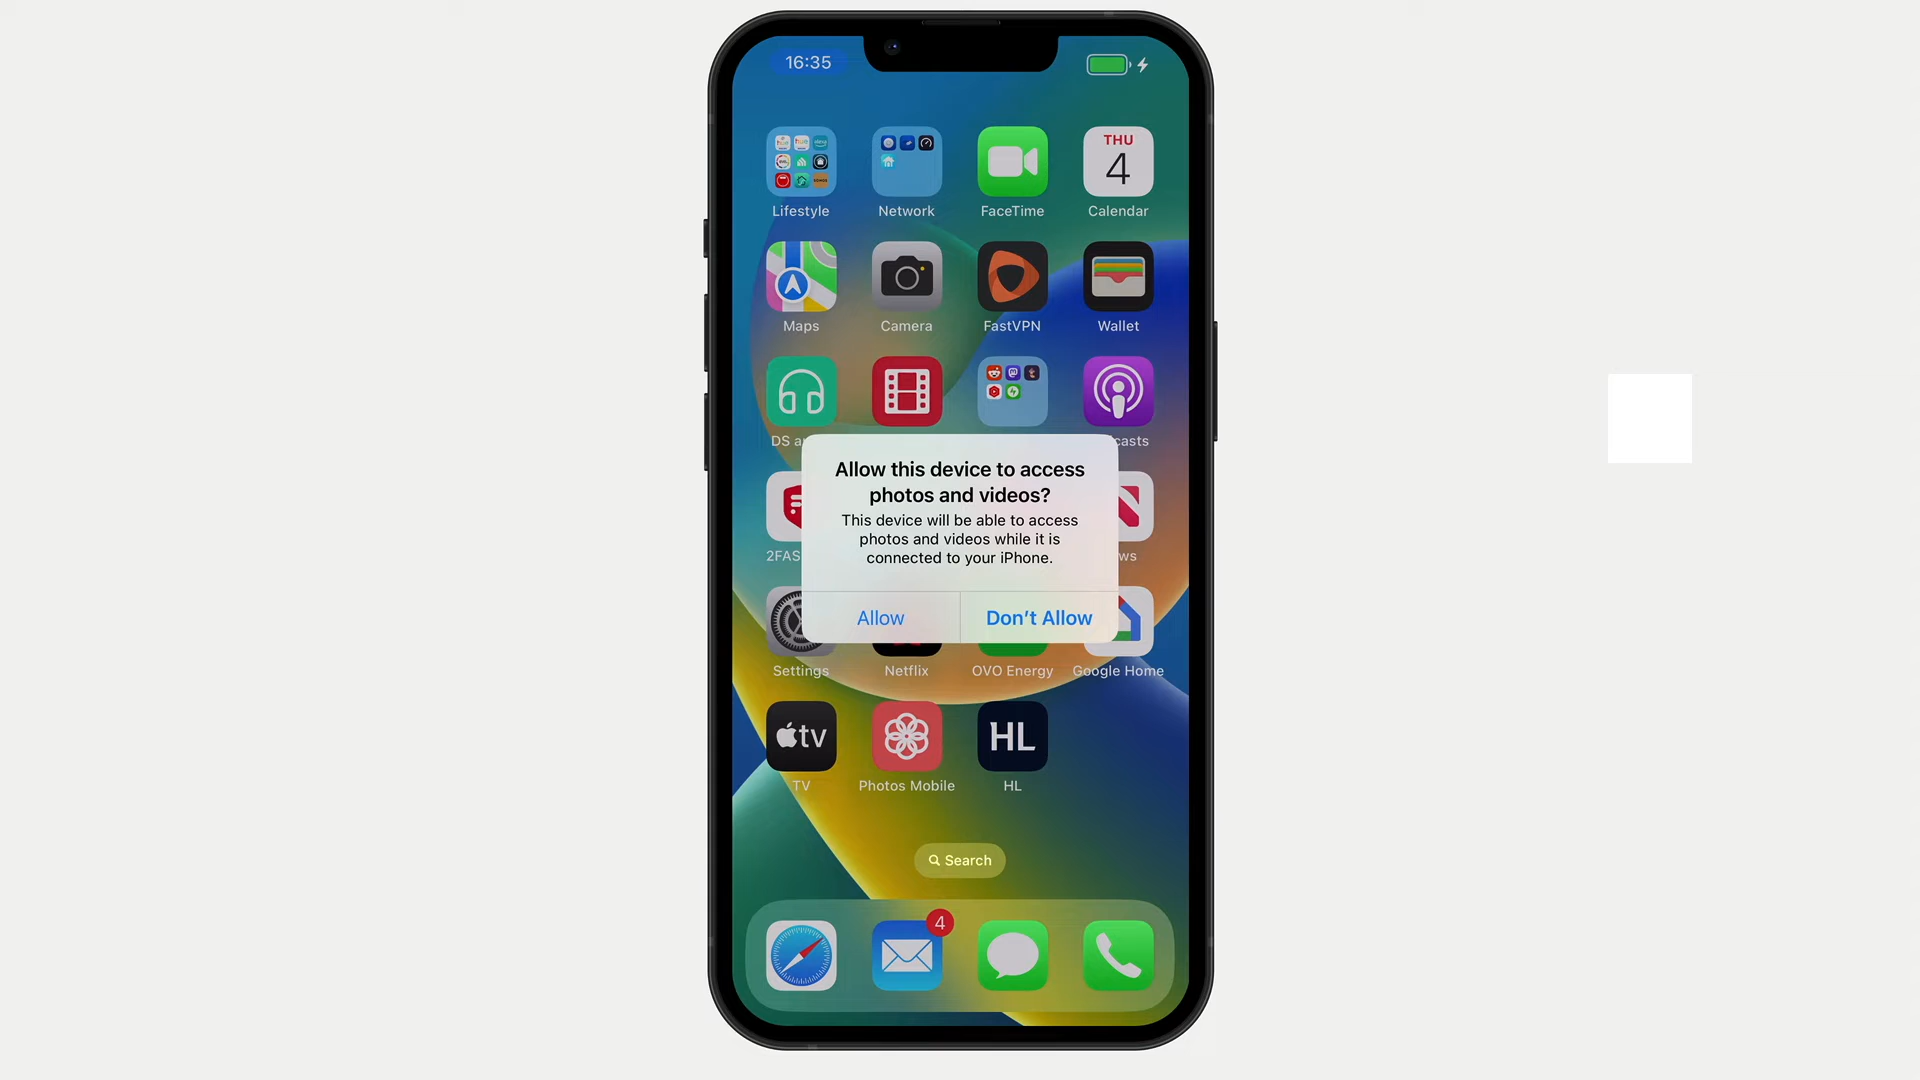 16:35
THU
4
Lifestyle
Network
FaceTime
Calendar
Maps
Camera
FastVPN
Wallet
DS a
casts
Allow this device to access
photos and videos?
This device will be able to access
photos and videos while it is
connected to your iPhone.
2FAS
ws
Allow
Don't Allow
Settings
Netflix
OVO Energy
Google Home
tv
HL
TV
Photos Mobile
HL
Search
4